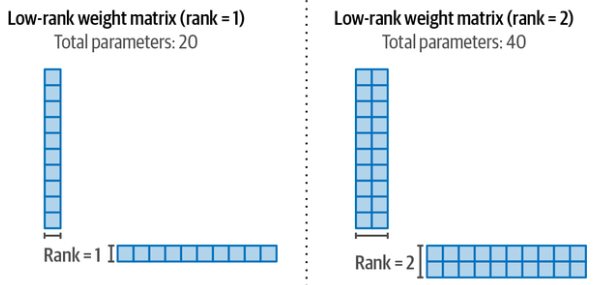 Low-rank weight matrix (rank = 1)
Total parameters: 20
Rank = 1
Low-rank weight matrix (rank = 2)
Total parameters: 40
Rank = 2